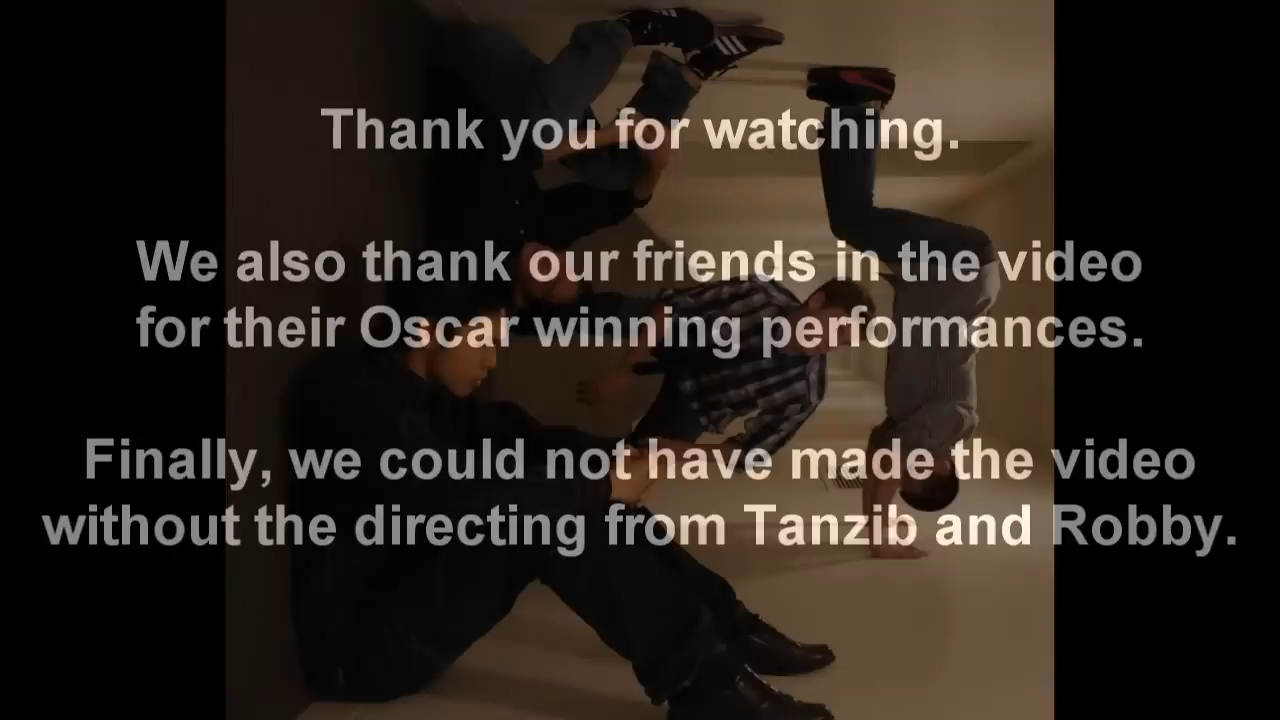 Thank you for watching.
We also thank our friends in the video
for their Oscar winning performances.
Finally, we could not have made the video
without the directing from Tanzib and Robby.